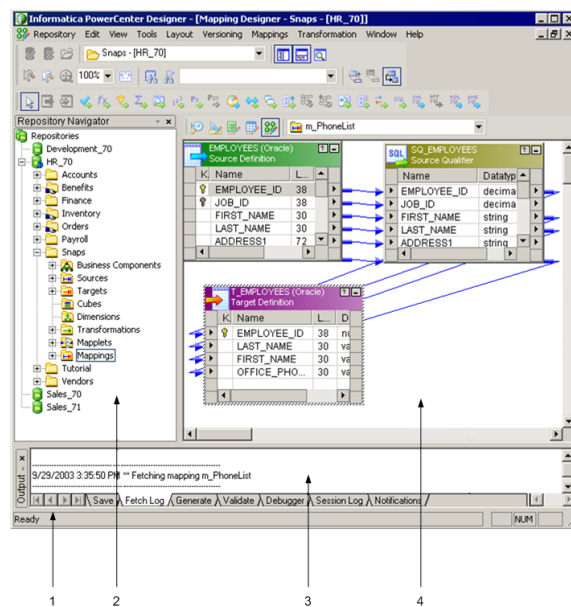 Informatica PowerCenter Designer - [Mapping Designer - Snaps - [HR_70]]
Repository Edit View Tools Layout Versioning Mappings Transformation Window Help
Snaps - [HR_70]
100%
Repository Navigator
m_PhoneList
Repositories
Development_70
HR_70
Accounts
Benefits
Finance
Inventory
Orders
Payroll
Snaps
Business Components
Sources
Targets
Cubes
Dimensions
Transformations
Mapplets
Mappings
Tutorial
Vendors
Sales_70
Sales_71
EMPLOYEES (Oracle)
Source Definition
K Name L...
EMPLOYEE_ID 38
JOB_ID 38
FIRST_NAME 30
LAST_NAME 30
ADDRESS1 72
SQL SQ_EMPLOYEES
Source Qualifier
Name Datatyp
EMPLOYEE_ID decima
JOB_ID decima
FIRST_NAME string
LAST_NAME string
ADDRESS1 string
T_EMPLOYEES (Oracle)
Target Definition
K Name L... D
EMPLOYEE_ID 38 nu
LAST_NAME 30 va
FIRST_NAME 30 va
OFFICE_PHO... 30 va
Output
9/29/2003 3:35:50 PM ** Fetching mapping m_PhoneList
Save Fetch Log Generate Validate Debugger Session Log Notifications
Ready NUM
1 2 3 4